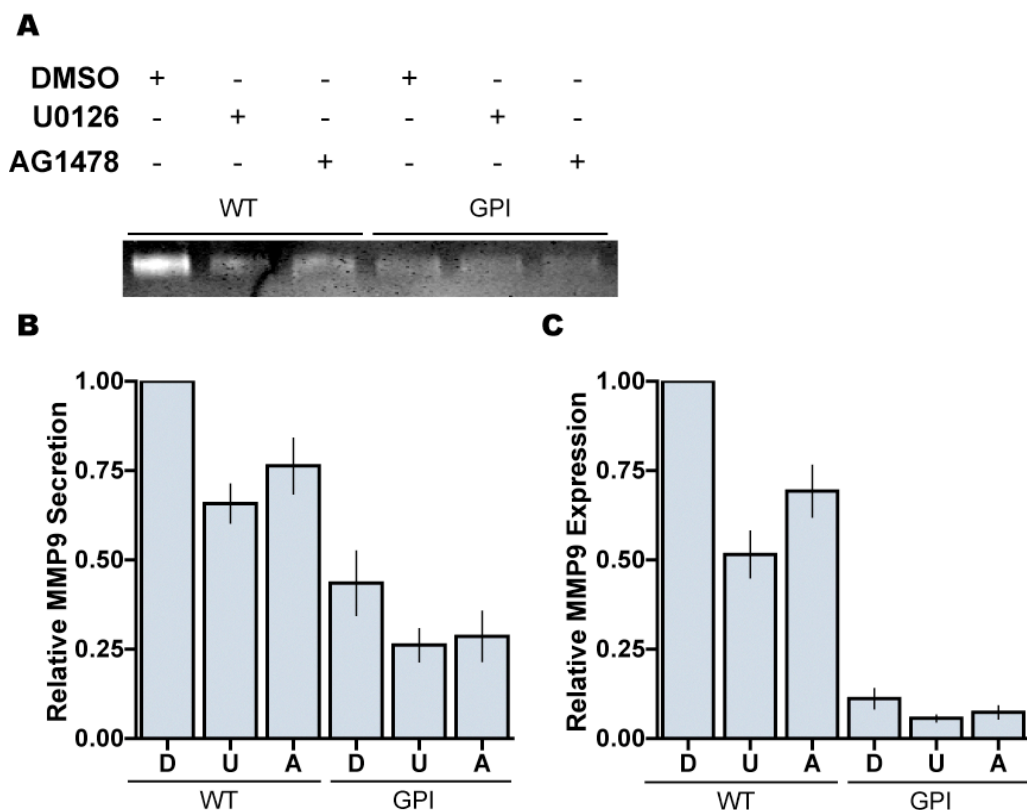 A
DMSO + - - + - -
U0126 - + - - + -
AG1478 - - + - - +
WT GPI
B
Relative MMP9 Secretion
1.00
0.75
0.50
0.25
0.00
D U A D U A
WT GPI
C
Relative MMP9 Expression
1.00
0.75
0.50
0.25
0.00
D U A D U A
WT GPI